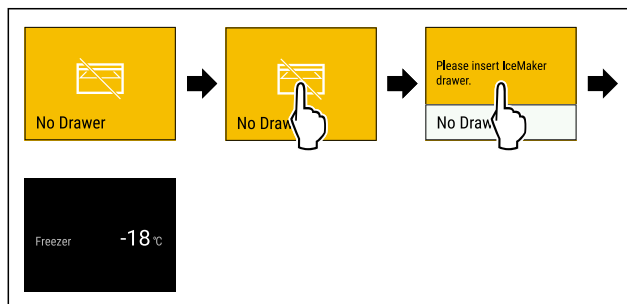 No Drawer
No Draw
Please insert IceMaker
drawer.
No Draw
Freezer -18 °C